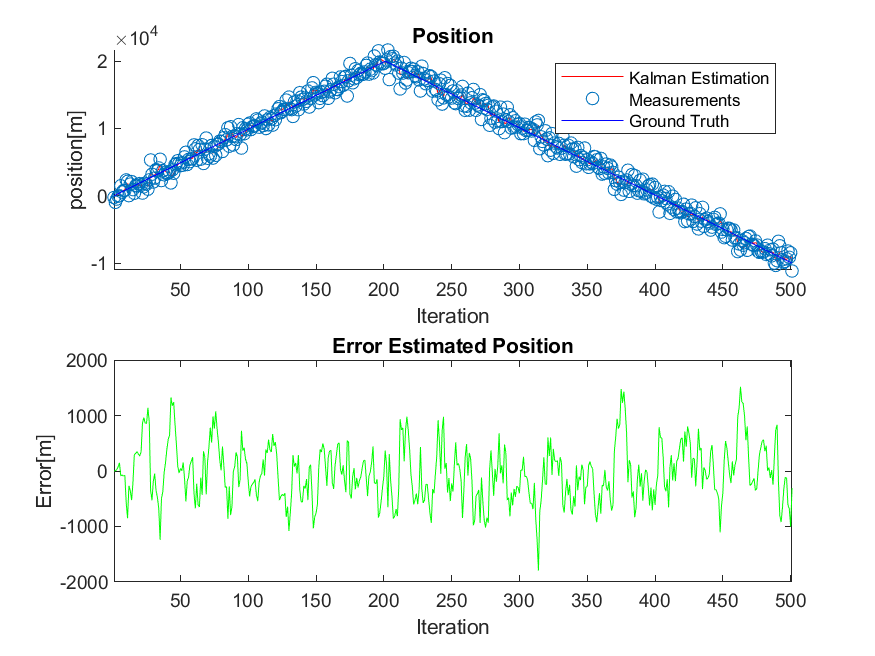 Position
×10⁴
2
1
0
-1
position[m]
Kalman Estimation
Measurements
Ground Truth
50 100 150 200 250 300 350 400 450 500
Iteration
Error Estimated Position
2000
1000
0
-1000
-2000
Error[m]
50 100 150 200 250 300 350 400 450 500
Iteration